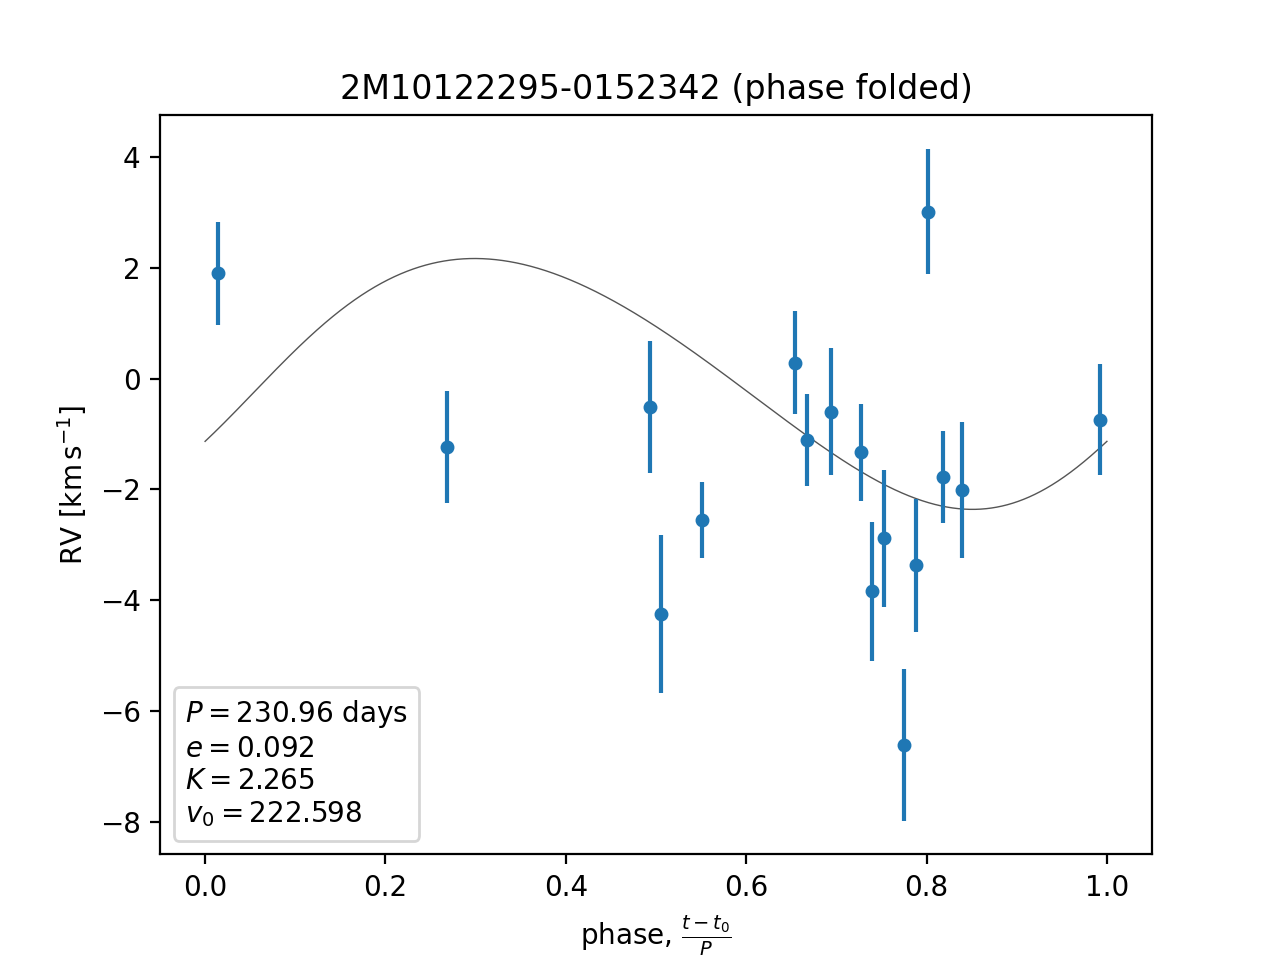 2M10122295-0152342 (phase folded)
4
2
0
−2
−4
−6
−8
RV [km s⁻¹]
P = 230.96 days
e = 0.092
K = 2.265
v₀ = 222.598
0.0 0.2 0.4 0.6 0.8 1.0
phase, (t − t₀)/P